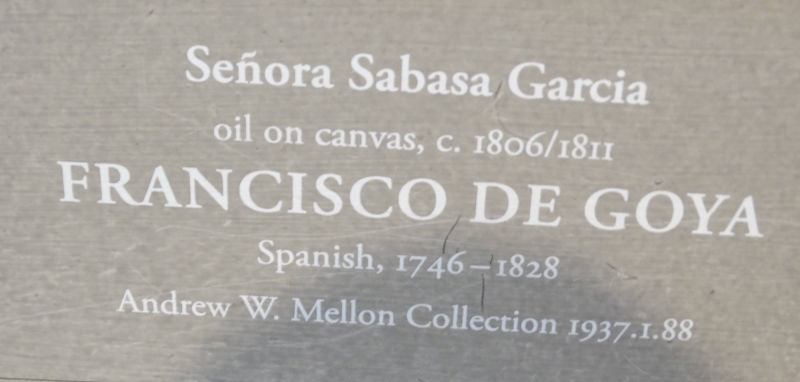 Señora Sabasa Garcia
oil on canvas, c. 1806/1811
FRANCISCO DE GOYA
Spanish, 1746–1828
Andrew W. Mellon Collection 1937.1.88